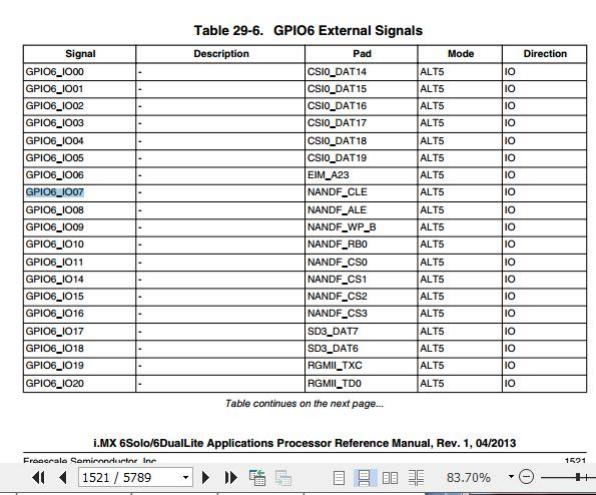 Table 29-6. GPIO6 External Signals
Signal Description Pad Mode Direction
GPIO6_IO00 - CSI0_DAT14 ALT5 IO
GPIO6_IO01 - CSI0_DAT15 ALT5 IO
GPIO6_IO02 - CSI0_DAT16 ALT5 IO
GPIO6_IO03 - CSI0_DAT17 ALT5 IO
GPIO6_IO04 - CSI0_DAT18 ALT5 IO
GPIO6_IO05 - CSI0_DAT19 ALT5 IO
GPIO6_IO06 - EIM_A23 ALT5 IO
GPIO6_IO07 - NANDF_CLE ALT5 IO
GPIO6_IO08 - NANDF_ALE ALT5 IO
GPIO6_IO09 - NANDF_WP_B ALT5 IO
GPIO6_IO10 - NANDF_RB0 ALT5 IO
GPIO6_IO11 - NANDF_CS0 ALT5 IO
GPIO6_IO14 - NANDF_CS1 ALT5 IO
GPIO6_IO15 - NANDF_CS2 ALT5 IO
GPIO6_IO16 - NANDF_CS3 ALT5 IO
GPIO6_IO17 - SD3_DAT7 ALT5 IO
GPIO6_IO18 - SD3_DAT6 ALT5 IO
GPIO6_IO19 - RGMII_TXC ALT5 IO
GPIO6_IO20 - RGMII_TD0 ALT5 IO
Table continues on the next page...
i.MX 6Solo/6DualLite Applications Processor Reference Manual, Rev. 1, 04/2013
Freescale Semiconductor, Inc. 1521
1521 / 5789 83.70%